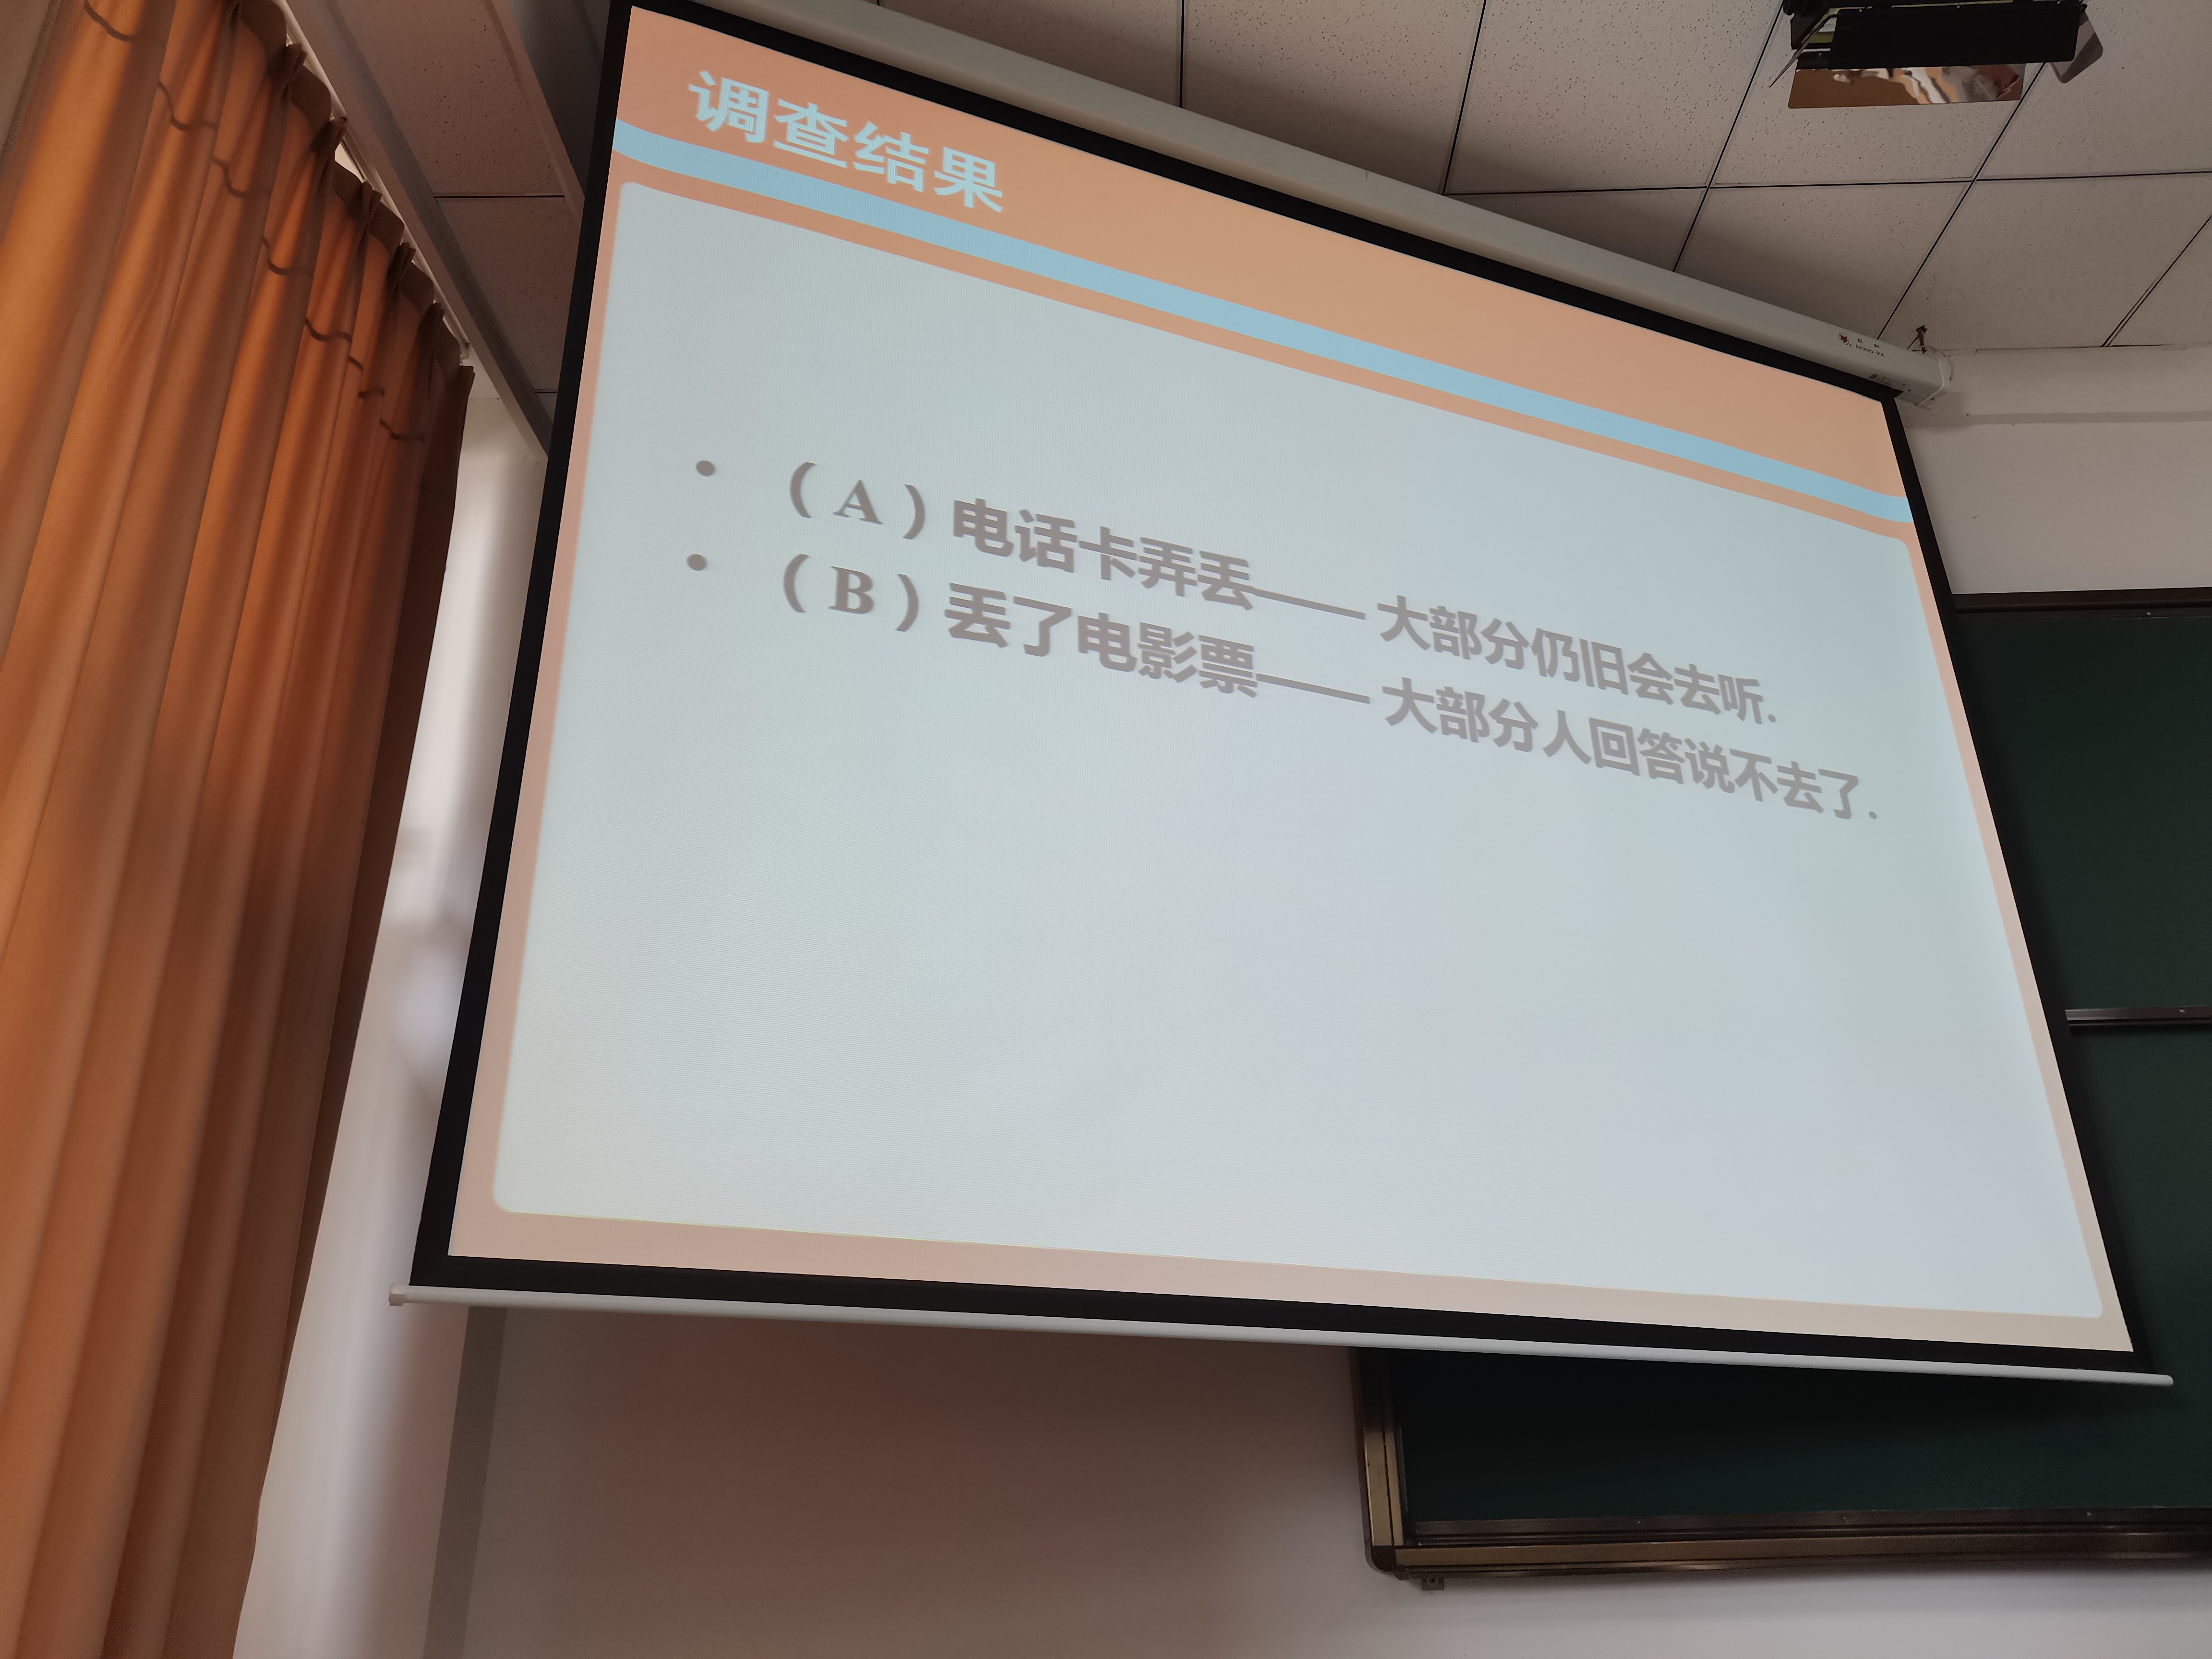 调查结果
• （A）电话卡弄丢—— 大部分仍旧会去听.
• （B）丢了电影票—— 大部分人回答说不去了.